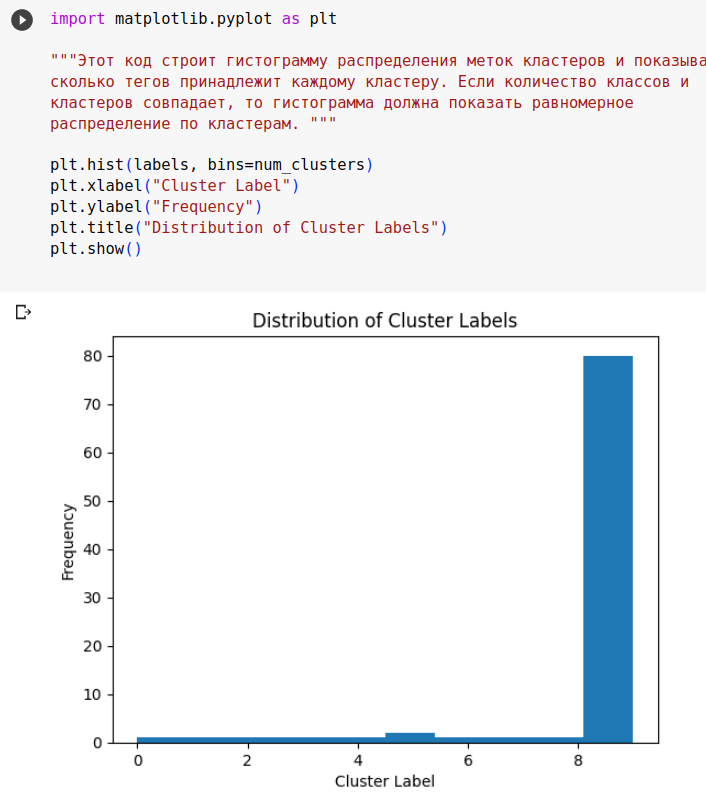 import matplotlib.pyplot as plt
"""Этот код строит гистограмму распределения меток кластеров и показыва
сколько тегов принадлежит каждому кластеру. Если количество классов и
кластеров совпадает, то гистограмма должна показать равномерное
распределение по кластерам. """
plt.hist(labels, bins=num_clusters)
plt.xlabel("Cluster Label")
plt.ylabel("Frequency")
plt.title("Distribution of Cluster Labels")
plt.show()
Distribution of Cluster Labels
80
70
60
50
40
30
20
10
0
Frequency
0 2 4 6 8
Cluster Label